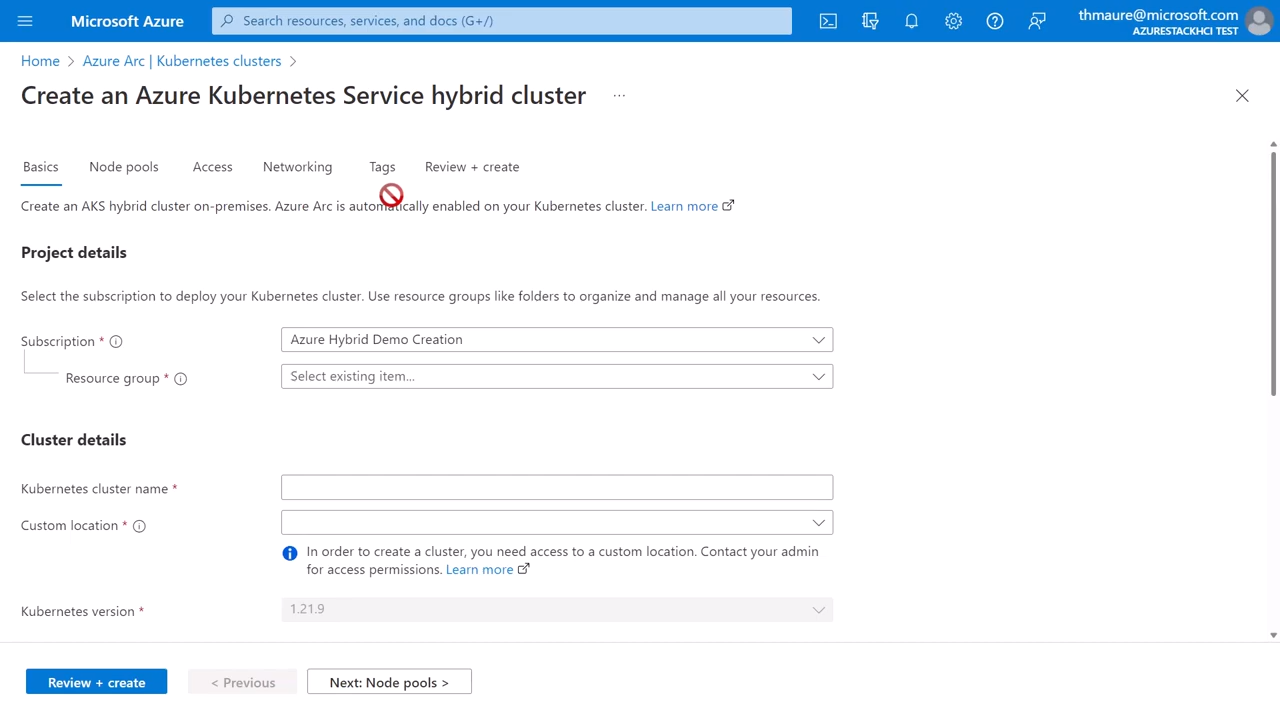 Microsoft Azure
Search resources, services, and docs (G+/)
thmaure@microsoft.com
AZURESTACKHCI TEST
Home > Azure Arc | Kubernetes clusters >
Create an Azure Kubernetes Service hybrid cluster ...
Basics Node pools Access Networking Tags Review + create
Create an AKS hybrid cluster on-premises. Azure Arc is automatically enabled on your Kubernetes cluster. Learn more
Project details
Select the subscription to deploy your Kubernetes cluster. Use resource groups like folders to organize and manage all your resources.
Subscription *
Azure Hybrid Demo Creation
Resource group *
Select existing item...
Cluster details
Kubernetes cluster name *
Custom location *
In order to create a cluster, you need access to a custom location. Contact your admin
for access permissions. Learn more
Kubernetes version *
1.21.9
Review + create
< Previous
Next: Node pools >